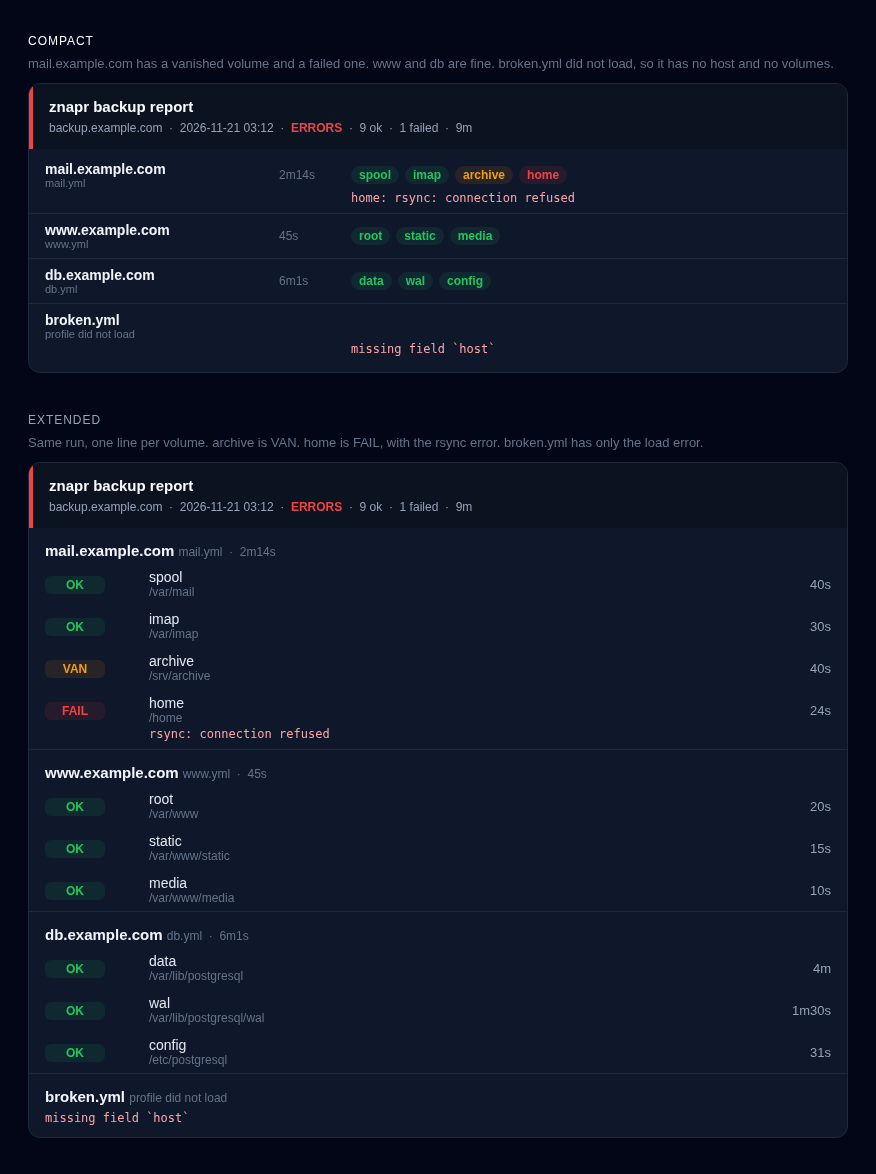 COMPACT
mail.example.com has a vanished volume and a failed one. www and db are fine. broken.yml did not load, so it has no host and no volumes.
znapr backup report
backup.example.com · 2026-11-21 03:12 · ERRORS · 9 ok · 1 failed · 9m
mail.example.com 2m14s spool imap archive home
mail.yml
home: rsync: connection refused
www.example.com 45s root static media
www.yml
db.example.com 6m1s data wal config
db.yml
broken.yml
profile did not load
missing field `host`
EXTENDED
Same run, one line per volume. archive is VAN. home is FAIL, with the rsync error. broken.yml has only the load error.
znapr backup report
backup.example.com · 2026-11-21 03:12 · ERRORS · 9 ok · 1 failed · 9m
mail.example.com mail.yml · 2m14s
OK spool 40s
/var/mail
OK imap 30s
/var/imap
VAN archive 40s
/srv/archive
FAIL home 24s
/home
rsync: connection refused
www.example.com www.yml · 45s
OK root 20s
/var/www
OK static 15s
/var/www/static
OK media 10s
/var/www/media
db.example.com db.yml · 6m1s
OK data 4m
/var/lib/postgresql
OK wal 1m30s
/var/lib/postgresql/wal
OK config 31s
/etc/postgresql
broken.yml profile did not load
missing field `host`